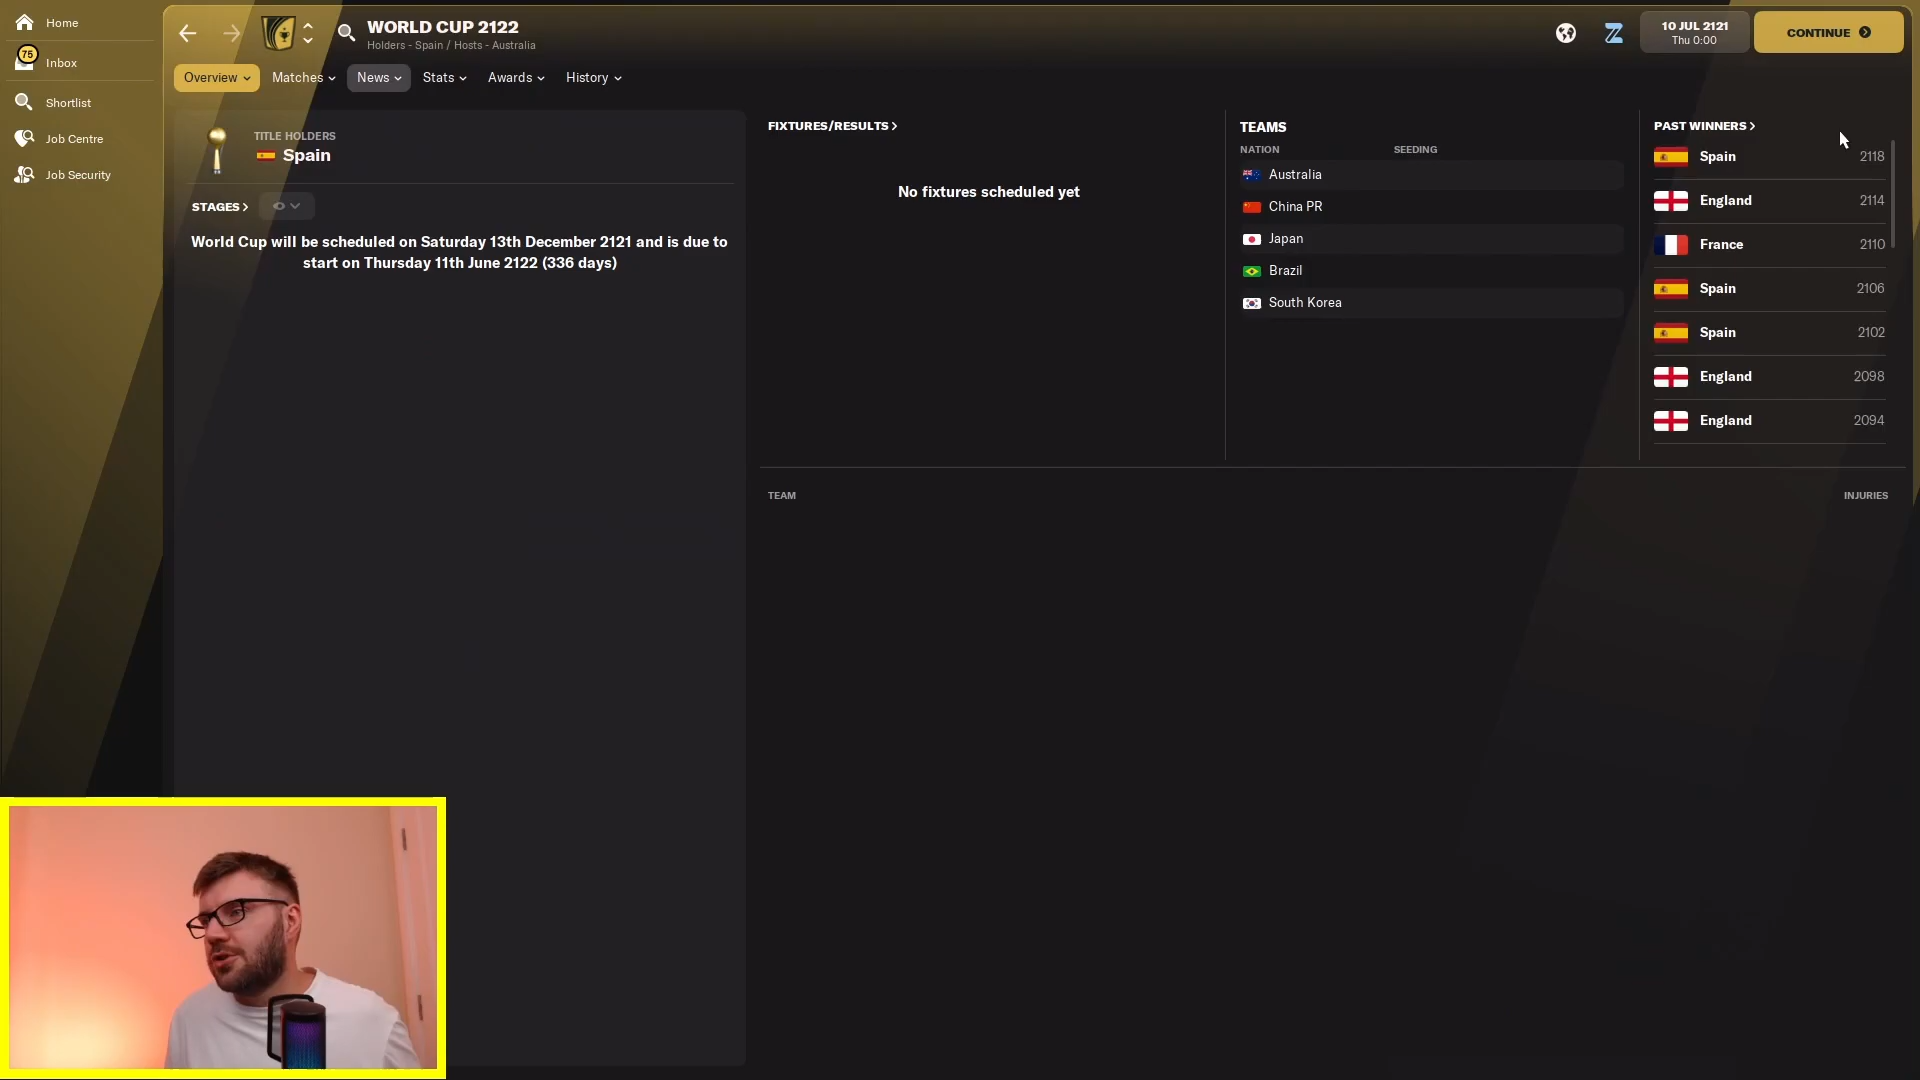 Home
75
Inbox
Shortlist
Job Centre
Job Security
WORLD CUP 2122
Holders - Spain / Hosts - Australia
10 JUL 2121
Thu 0:00
CONTINUE
Overview
Matches
News
Stats
Awards
History
TITLE HOLDERS
Spain
STAGES
World Cup will be scheduled on Saturday 13th December 2121 and is due to
start on Thursday 11th June 2122 (336 days)
FIXTURES/RESULTS
No fixtures scheduled yet
TEAMS
NATION SEEDING
Australia
China PR
Japan
Brazil
South Korea
PAST WINNERS
Spain 2118
England 2114
France 2110
Spain 2106
Spain 2102
England 2098
England 2094
TEAM INJURIES